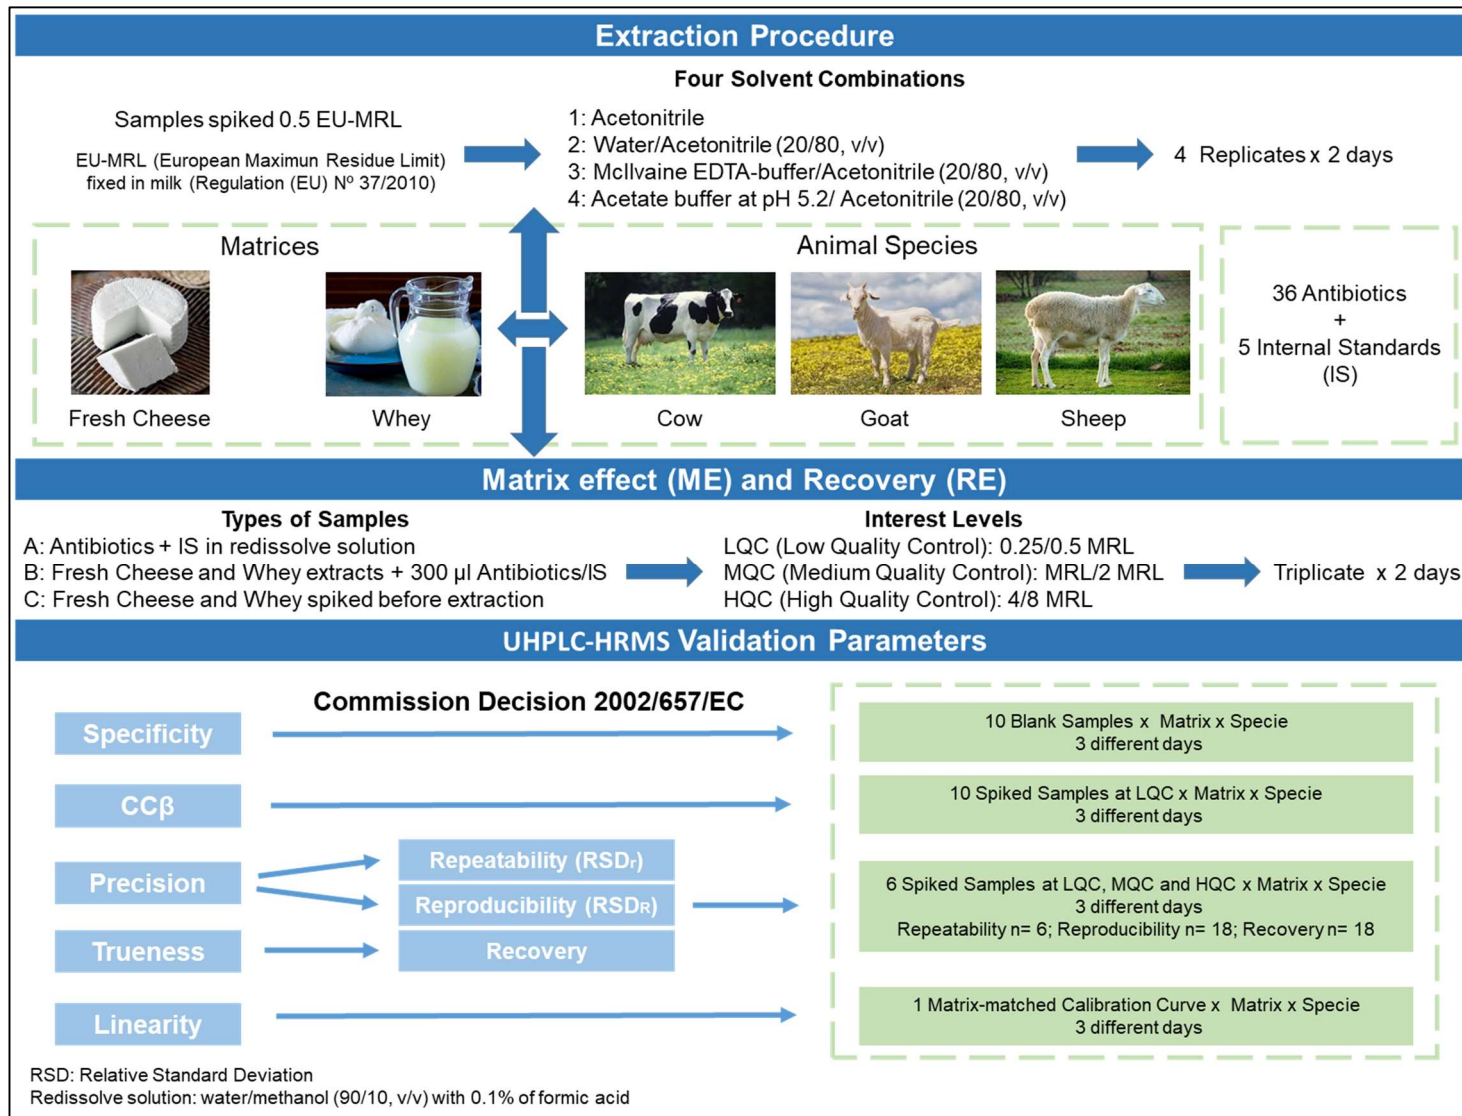 Extraction Procedure
Four Solvent Combinations
Samples spiked 0.5 EU-MRL
EU-MRL (European Maximun Residue Limit)
fixed in milk (Regulation (EU) Nº 37/2010)
1: Acetonitrile
2: Water/Acetonitrile (20/80, v/v)
3: McIlvaine EDTA-buffer/Acetonitrile (20/80, v/v)
4: Acetate buffer at pH 5.2/ Acetonitrile (20/80, v/v)
4 Replicates x 2 days
Matrices
Fresh Cheese
Whey
Animal Species
Cow
Goat
Sheep
36 Antibiotics
+
5 Internal Standards
(IS)
Matrix effect (ME) and Recovery (RE)
Types of Samples
A: Antibiotics + IS in redissolve solution
B: Fresh Cheese and Whey extracts + 300 µl Antibiotics/IS
C: Fresh Cheese and Whey spiked before extraction
Interest Levels
LQC (Low Quality Control): 0.25/0.5 MRL
MQC (Medium Quality Control): MRL/2 MRL
HQC (High Quality Control): 4/8 MRL
Triplicate x 2 days
UHPLC-HRMS Validation Parameters
Commission Decision 2002/657/EC
Specificity
10 Blank Samples x Matrix x Specie
3 different days
CCβ
10 Spiked Samples at LQC x Matrix x Specie
3 different days
Precision
Repeatability (RSDr)
Reproducibility (RSDR)
Trueness
Recovery
6 Spiked Samples at LQC, MQC and HQC x Matrix x Specie
3 different days
Repeatability n= 6; Reproducibility n= 18; Recovery n= 18
Linearity
1 Matrix-matched Calibration Curve x Matrix x Specie
3 different days
RSD: Relative Standard Deviation
Redissolve solution: water/methanol (90/10, v/v) with 0.1% of formic acid